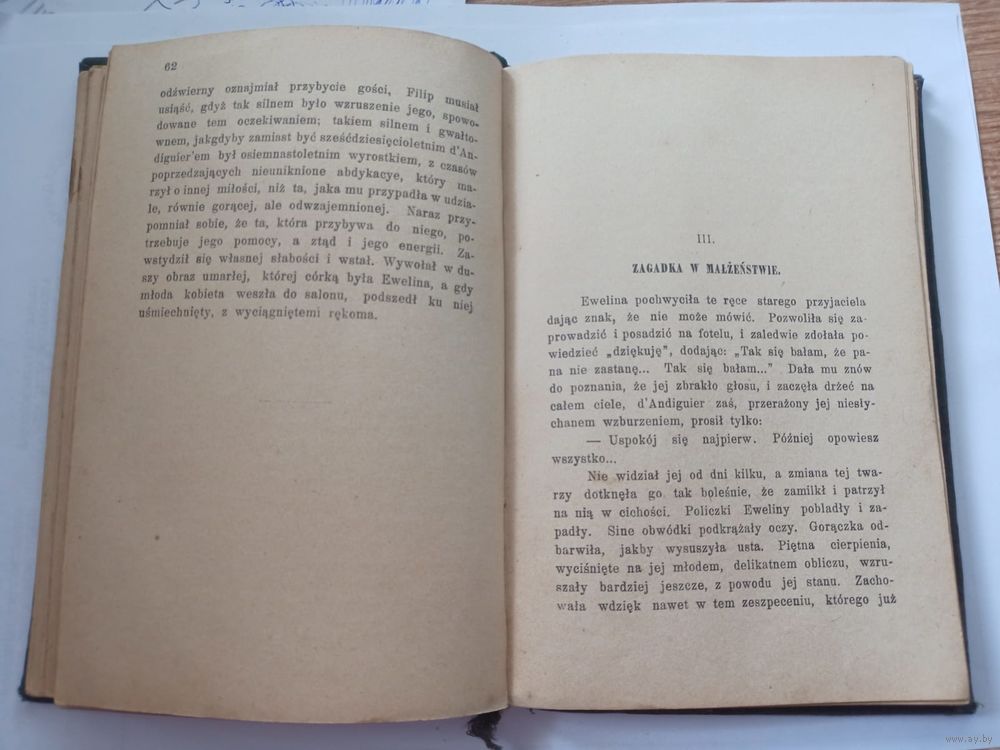 62
odźwierny oznajmiał przybycie gości, Filip musiał
usiąść, gdyż tak silnem było wzruszenie jego, spowo-
dowane tem oczekiwaniem; takiem silnem i gwałto-
wnem, jakgdyby zamiast być sześćdziesięcioletnim d'An-
dignier'em był osiemnastoletnim wyrostkiem, z czasów
poprzedzających nieuniknione abdykacye, który ma-
rzył o innej miłości, niż ta, jaka mu przypadła w udzia-
le, równie gorącej, ale odwzajemnionej. Naraz przy-
pomniał sobie, że ta, która przybywa do niego, po-
trzebuje jego pomocy, a ztąd i jego energii. Za-
wstydził się własnej słabości i wstał. Wywołał w du-
szy obraz umarłej, której córką była Ewelina, a gdy
młoda kobieta weszła do salonu, podszedł ku niej
uśmiechnięty, z wyciągniętemi rękoma.
III.
ZAGADKA W MAŁŻEŃSTWIE.
Ewelina pochwyciła te ręce starego przyjaciela
dając znak, że nie może mówić. Pozwoliła się za-
prowadzić i posadzić na fotelu, i zaledwie zdołała po-
wiedzieć „dziękuję", dodając: „Tak się bałam, że pa-
na nie zastanę... Tak się bałam..." Dała mu znów
do poznania, że jej zbrakło głosu, i zaczęła drżeć na
całem ciele, d'Andiguier zaś, przerażony jej niesły-
chanem wzburzeniem, prosił tylko:
— Uspokój się najpierw. Później opowiesz
wszystko...
Nie widział jej od dni kilku, a zmiana tej twa-
rzy dotknęła go tak boleśnie, że zamilkł i patrzył
na nią w cichości. Policzki Eweliny pobladły i za-
padły. Sine obwódki podkrążały oczy. Gorączka od-
barwiła, jakby wysuszyła usta. Piętna cierpienia,
wyciśnięte na jej młodem, delikatnem obliczu, wzru-
szały bardziej jeszcze, z powodu jej stanu. Zacho-
wała wdzięk nawet w tem zeszpeceniu, którego już
www.ay.by